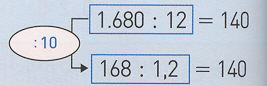 1.680 : 12 = 140
:10
168 : 1,2 = 140